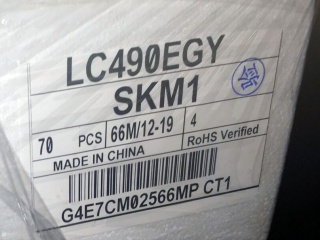 LC490EGY
SKM1
70 PCS 66M/12-19 4
MADE IN CHINA RoHS Verified
G4E7CM02566MP CT1